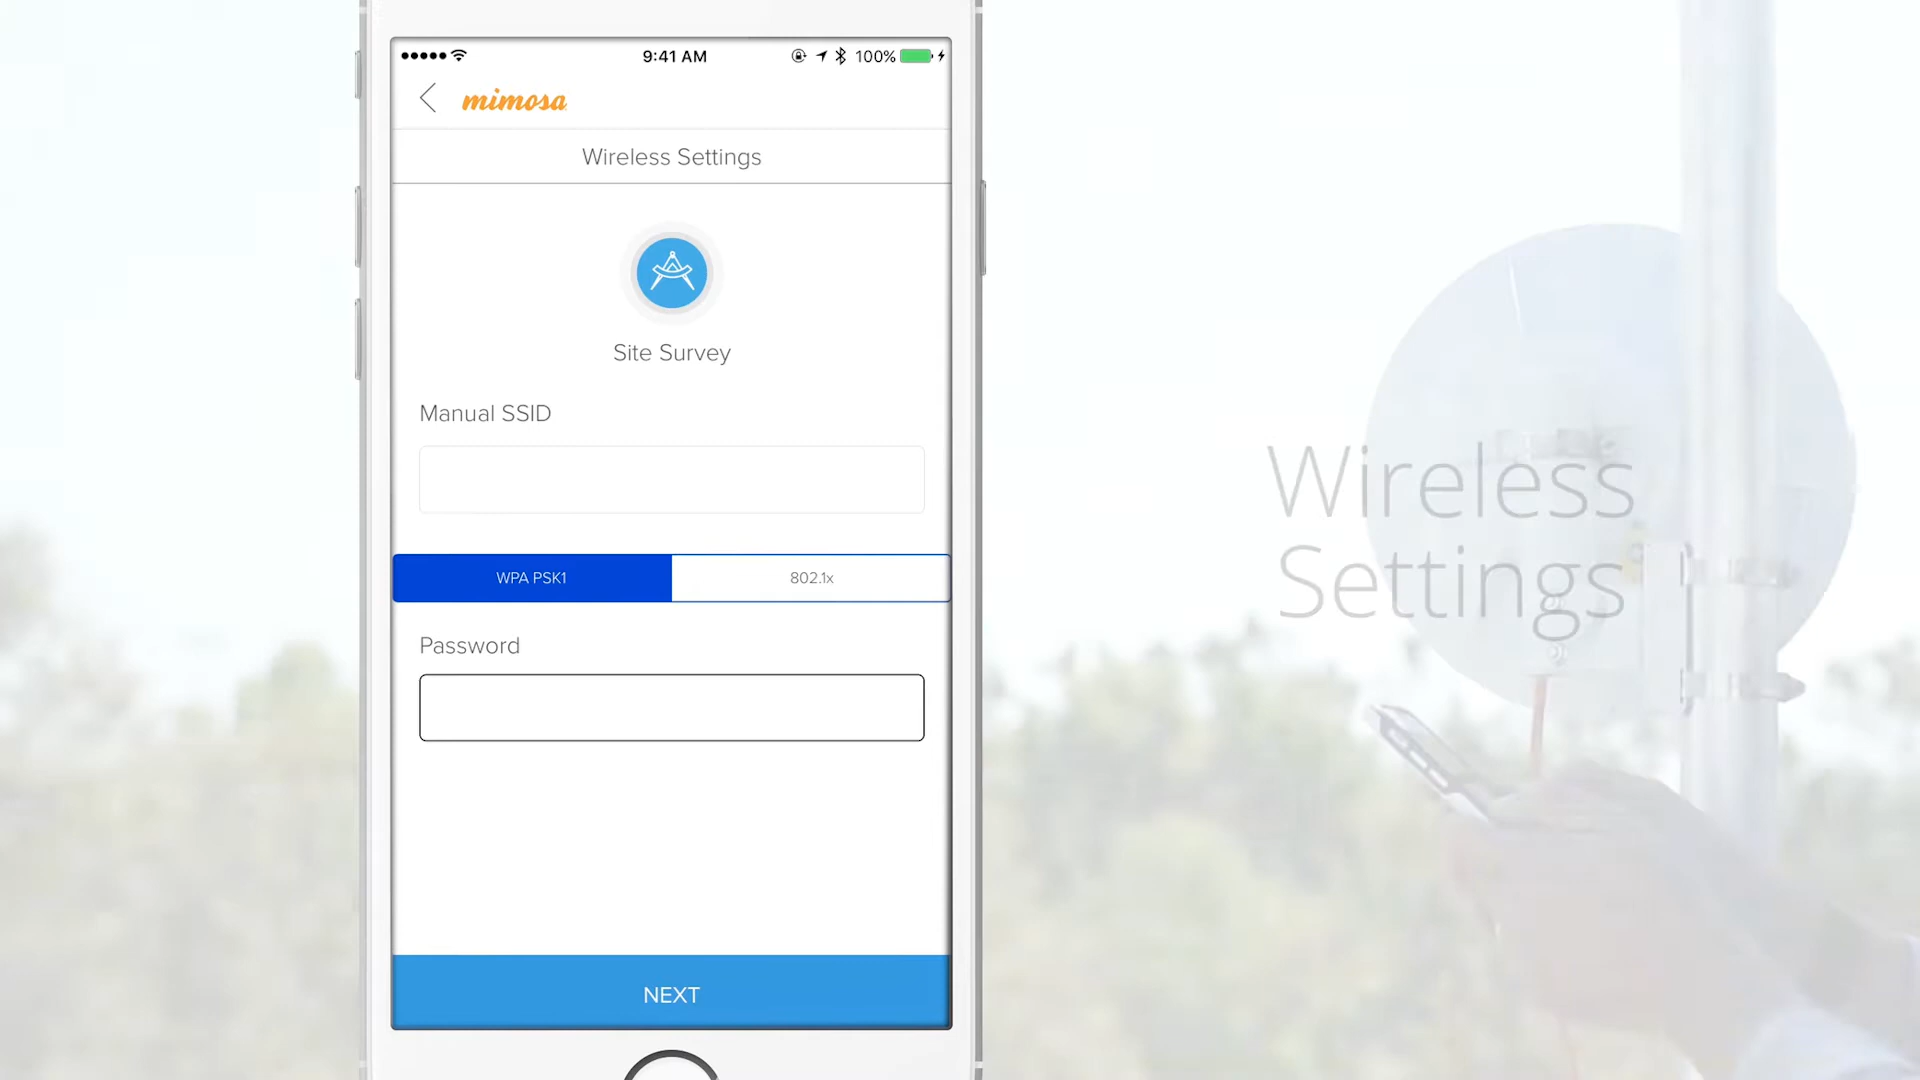 9:41 AM
100%
mimosa
Wireless Settings
Site Survey
Manual SSID
WPA PSK1
802.1x
Password
NEXT
Wireless
Settings